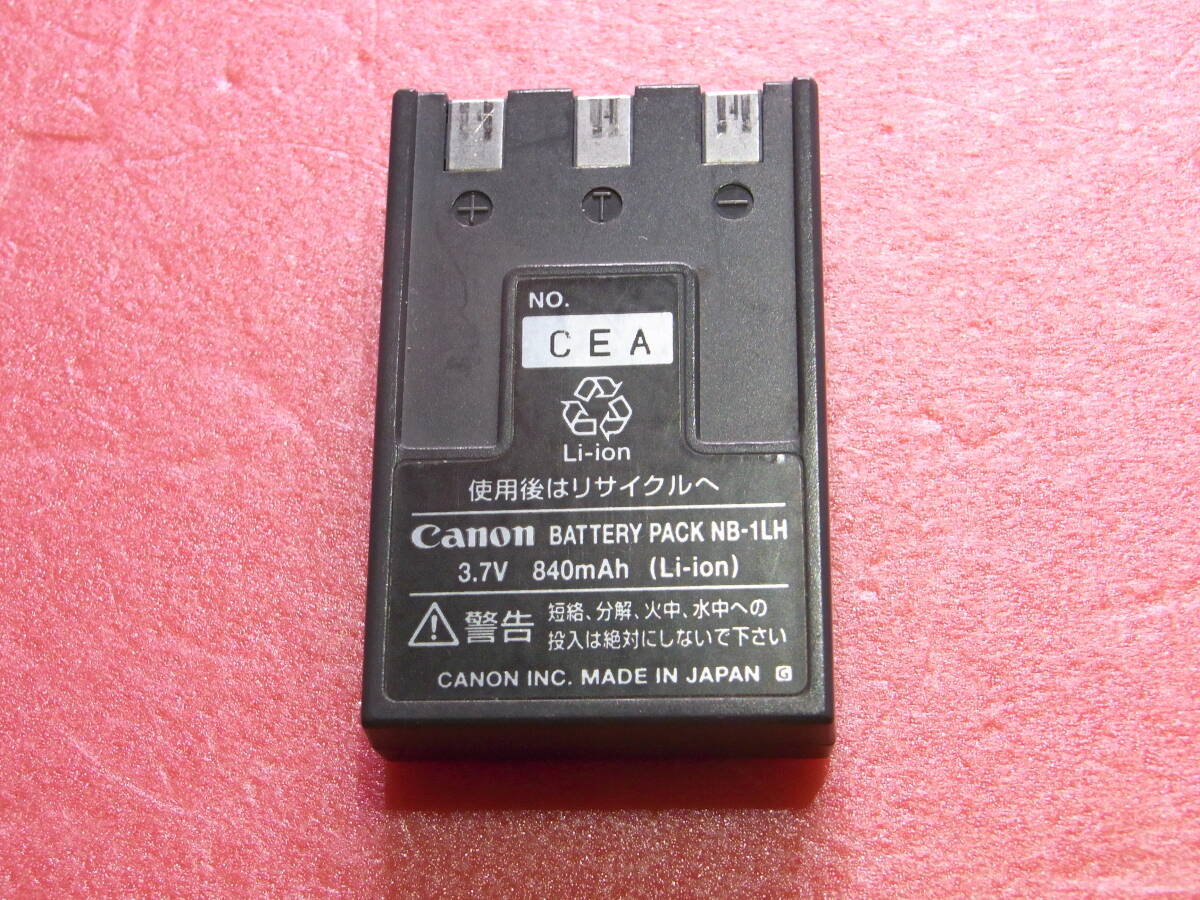 + T −
NO.
CEA
Li-ion
使用後はリサイクルへ
Canon BATTERY PACK NB-1LH
3.7V 840mAh (Li-ion)
警告 短絡、分解、火中、水中への
投入は絶対にしないで下さい
CANON INC. MADE IN JAPAN G